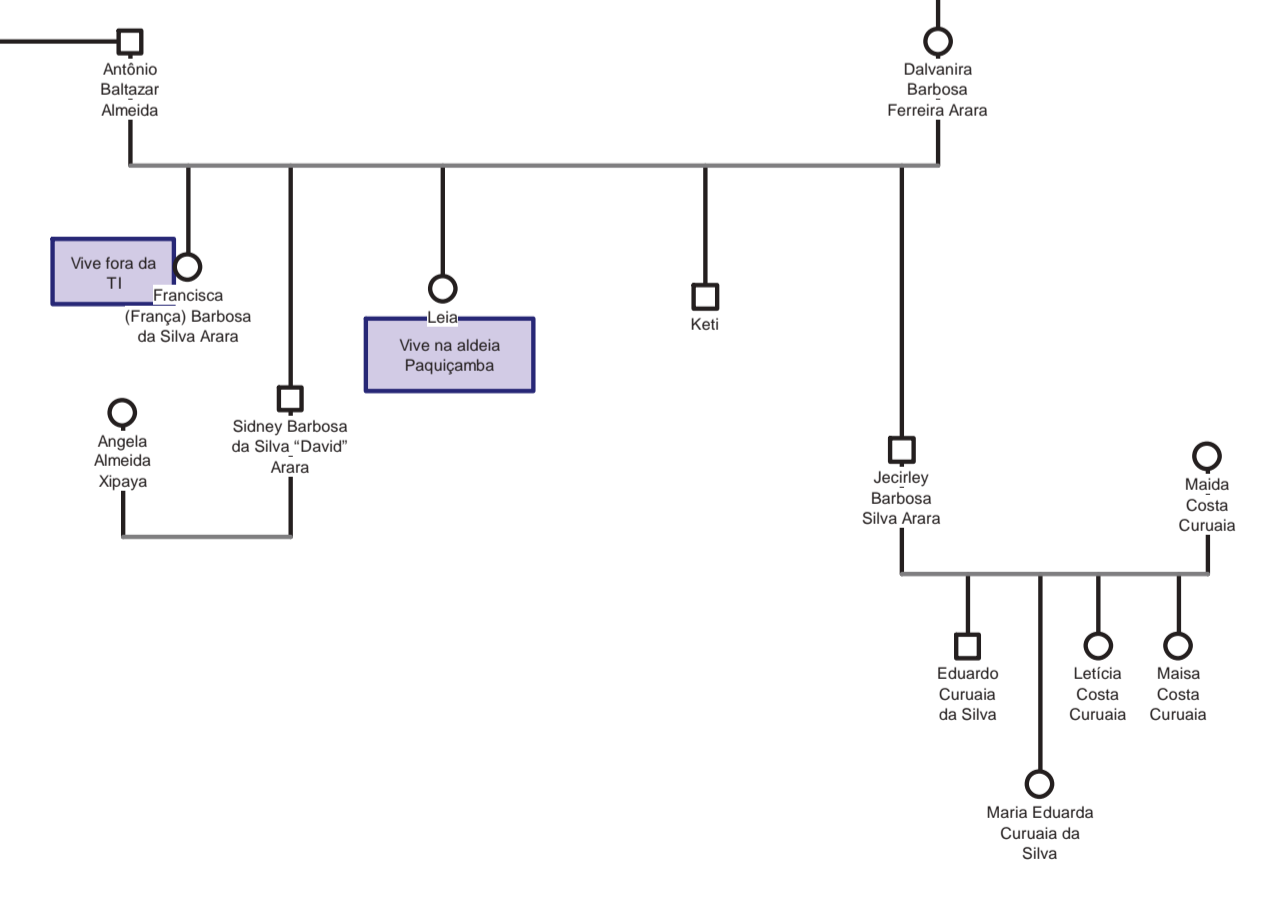 Antônio
Baltazar
Almeida
Dalvanira
Barbosa
Ferreira Arara
Vive fora da
TI
Francisca
(França) Barbosa
da Silva Arara
Leia
Vive na aldeia
Paquiçamba
Keti
Angela
Almeida
Xipaya
Sidney Barbosa
da Silva “David”
Arara
Jecirley
Barbosa
Silva Arara
Maida
Costa
Curuaia
Eduardo
Curuaia
da Silva
Letícia
Costa
Curuaia
Maisa
Costa
Curuaia
Maria Eduarda
Curuaia da
Silva